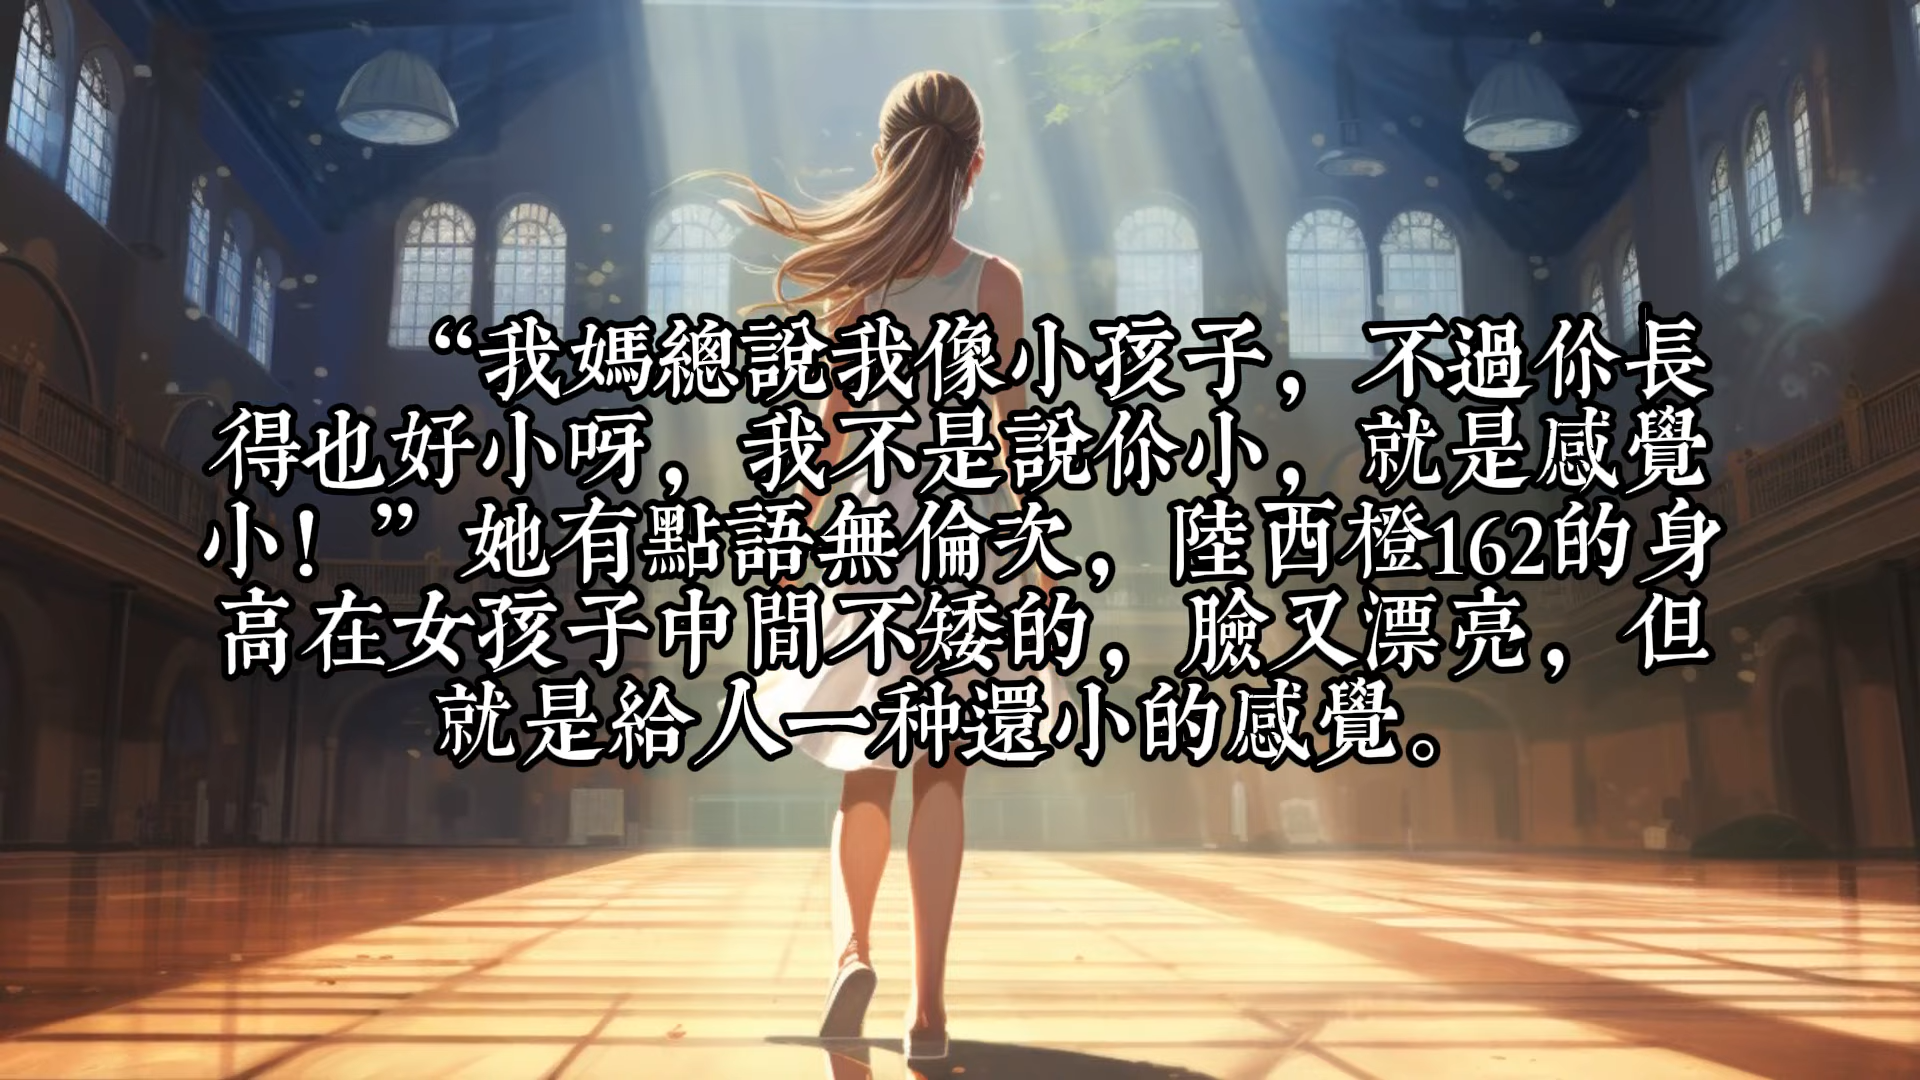 “我媽總說我像小孩子，不過你長
得也好小呀，我不是說你小，就是感覺
小！”她有點語無倫次，陸西橙162的身
高在女孩子中間不矮的，臉又漂亮，但
就是給人一种還小的感覺。